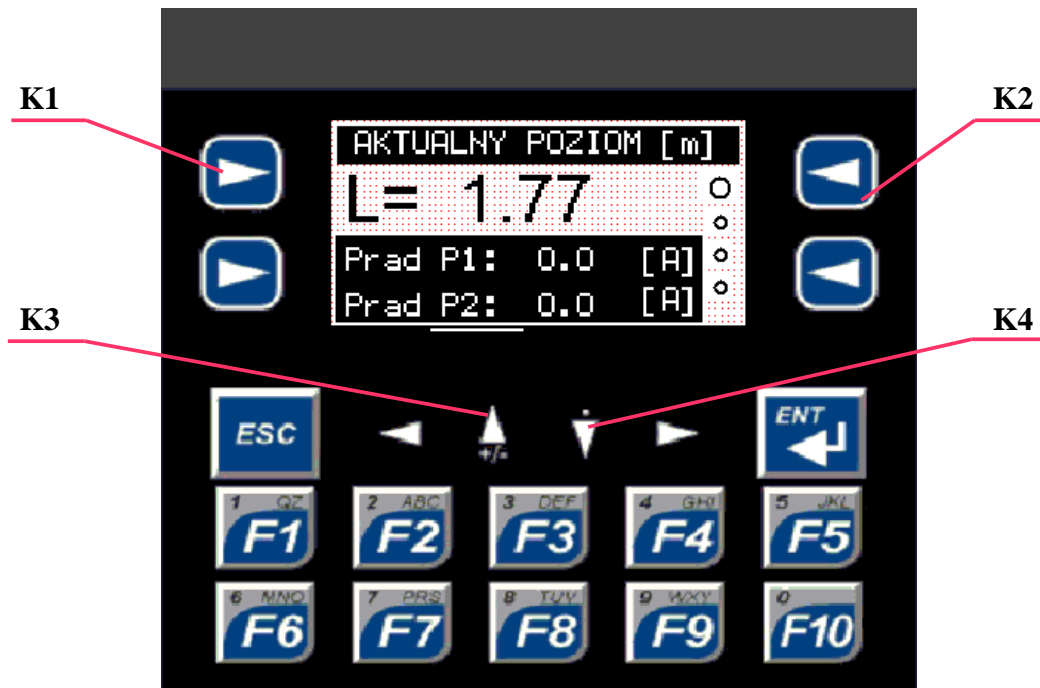 K1
K2
AKTUALNY POZIOM [m]
L= 1.77
Prad P1: 0.0 [A]
Prad P2: 0.0 [A]
K3
K4
ESC
+/-
.
ENT
1 QZ
F1
2 ABC
F2
3 DEF
F3
4 GHI
F4
5 JKL
F5
6 MNO
F6
7 PRS
F7
8 TUV
F8
9 WXY
F9
0
F10